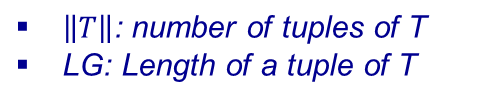 ▪ ‖T‖: number of tuples of T
▪ LG: Length of a tuple of T